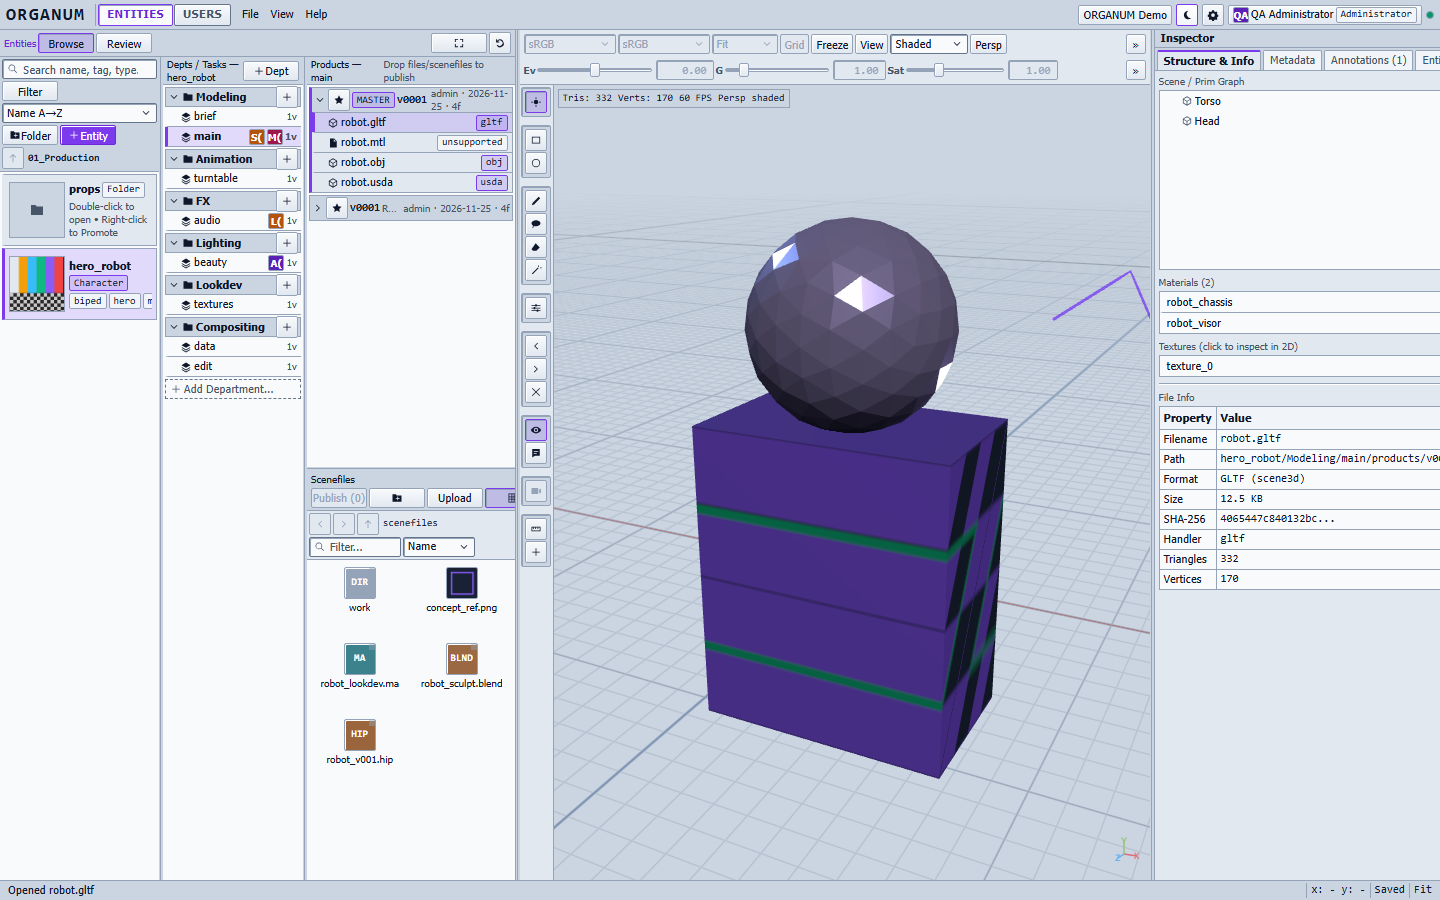 ORGANUM ENTITIES USERS File View Help ORGANUM Demo QA QA Administrator Administrator
Entities Browse Review
Search name, tag, type.
Filter
Name A→Z
Folder +Entity
01_Production
props Folder
Double-click to
open • Right-click
to Promote
hero_robot
Character
biped hero
Depts / Tasks —
hero_robot
+Dept
Modeling
brief 1v
main S( M( 1v
Animation
turntable 1v
FX
audio L( 1v
Lighting
beauty A( 1v
Lookdev
textures 1v
Compositing
data 1v
edit 1v
+ Add Department...
Products —
main
Drop files/scenefiles to
publish
MASTER v0001 admin · 2026-11-
25 · 4f
robot.gltf gltf
robot.mtl unsupported
robot.obj obj
robot.usda usda
v0001 R... admin · 2026-11-25 · 4f
Scenefiles
Publish (0) Upload
scenefiles
Filter... Name
DIR
work
concept_ref.png
MA
robot_lookdev.ma
BLND
robot_sculpt.blend
HIP
robot_v001.hip
sRGB sRGB Fit Grid Freeze View Shaded Persp »
Ev 0.00 G 1.00 Sat 1.00 »
Tris: 332 Verts: 170 60 FPS Persp shaded
Y
Z X
Inspector
Structure & Info Metadata Annotations (1) Enti
Scene / Prim Graph
Torso
Head
Materials (2)
robot_chassis
robot_visor
Textures (click to inspect in 2D)
texture_0
File Info
Property Value
Filename robot.gltf
Path hero_robot/Modeling/main/products/v00
Format GLTF (scene3d)
Size 12.5 KB
SHA-256 4065447c840132bc...
Handler gltf
Triangles 332
Vertices 170
Opened robot.gltf
x: - y: - Saved Fit